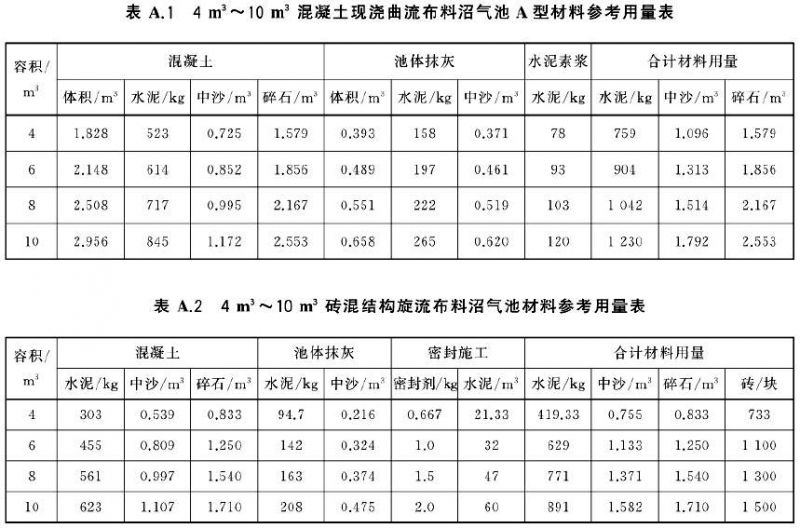 表 A.1 4 m³～10 m³ 混凝土现浇曲流布料沼气池 A 型材料参考用量表
容积/m³ 混凝土 池体抹灰 水泥素浆 合计材料用量
体积/m³ 水泥/kg 中沙/m³ 碎石/m³ 体积/m³ 水泥/kg 中沙/m³ 水泥/kg 水泥/kg 中沙/m³ 碎石/m³
4 1.828 523 0.725 1.579 0.393 158 0.371 78 759 1.096 1.579
6 2.148 614 0.852 1.856 0.489 197 0.461 93 904 1.313 1.856
8 2.508 717 0.995 2.167 0.551 222 0.519 103 1 042 1.514 2.167
10 2.956 845 1.172 2.553 0.658 265 0.620 120 1 230 1.792 2.553
表 A.2 4 m³～10 m³ 砖混结构旋流布料沼气池材料参考用量表
容积/m³ 混凝土 池体抹灰 密封施工 合计材料用量
水泥/kg 中沙/m³ 碎石/m³ 水泥/kg 中沙/m³ 密封剂/kg 水泥/m³ 水泥/kg 中沙/m³ 碎石/m³ 砖/块
4 303 0.539 0.833 94.7 0.216 0.667 21.33 419.33 0.755 0.833 733
6 455 0.809 1.250 142 0.324 1.0 32 629 1.133 1.250 1 100
8 561 0.997 1.540 163 0.374 1.5 47 771 1.371 1.540 1 300
10 623 1.107 1.710 208 0.475 2.0 60 891 1.582 1.710 1 500